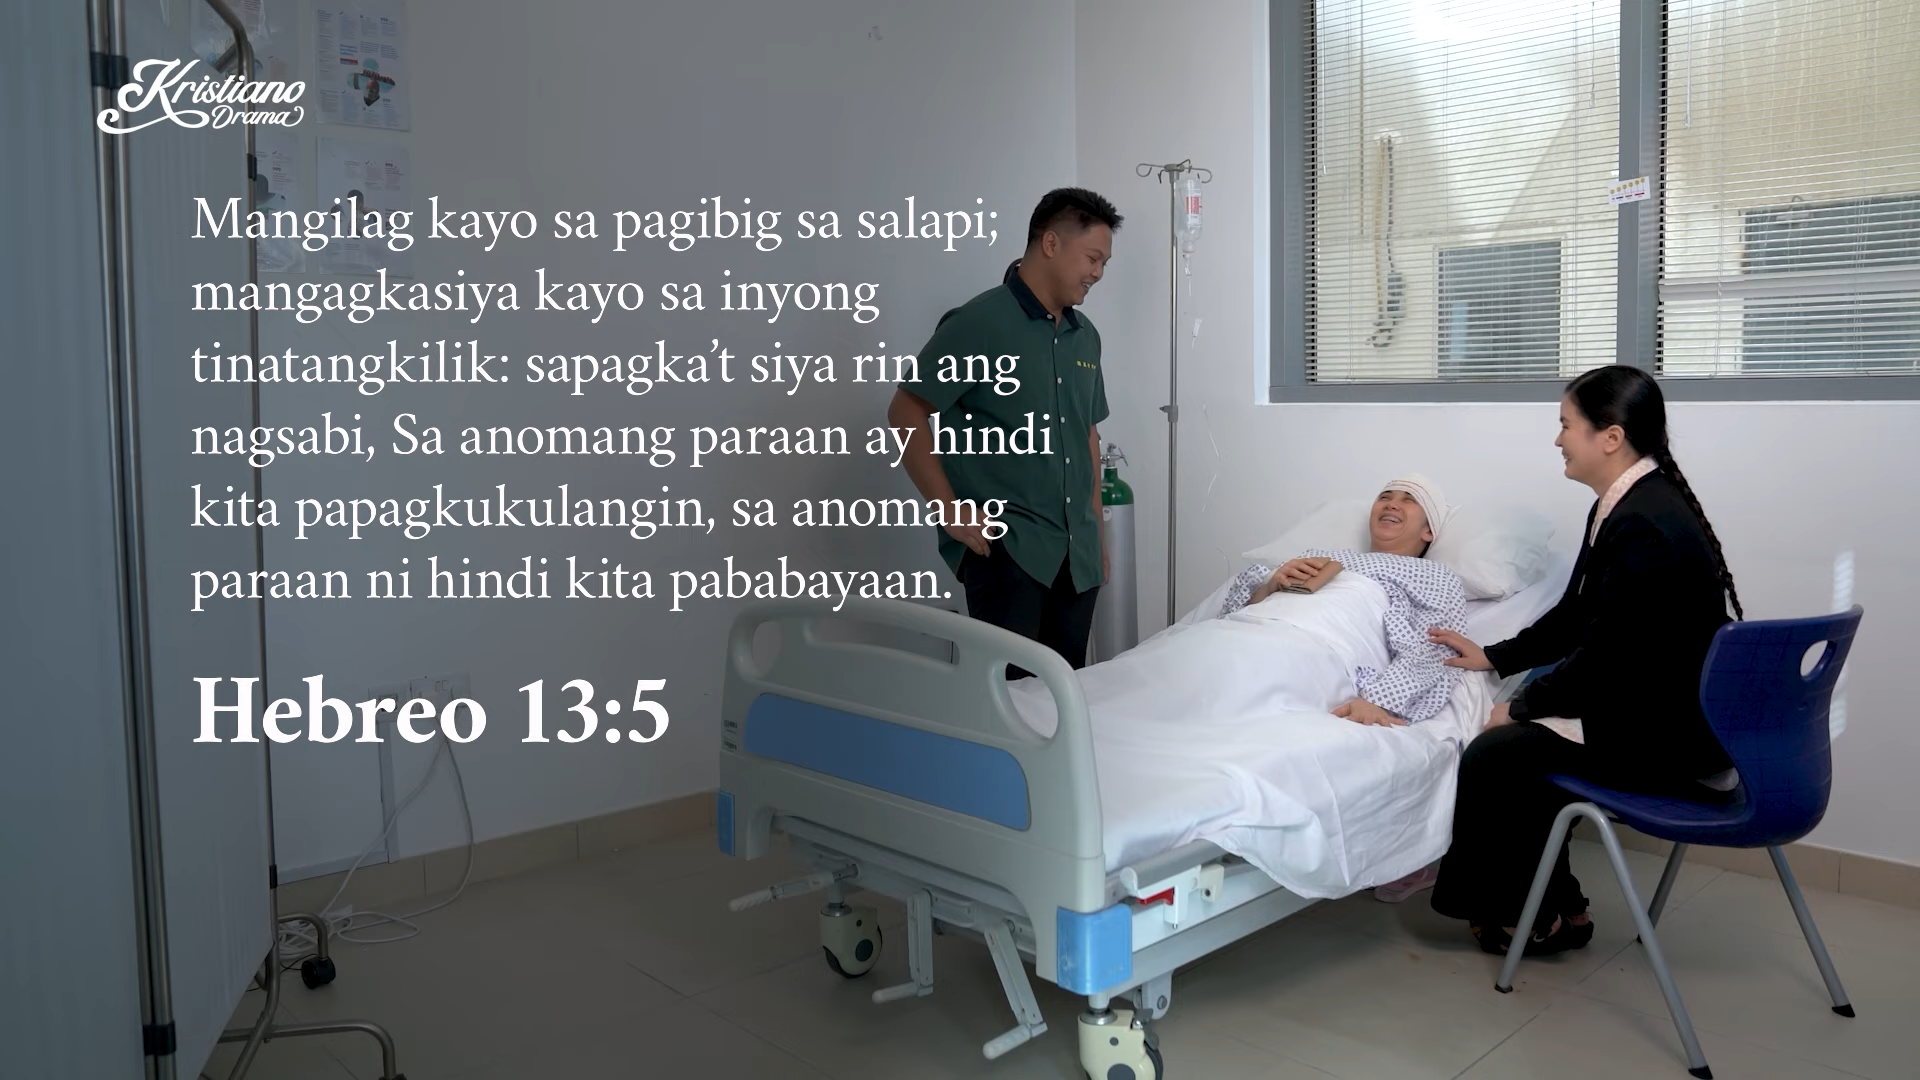 Kristiano
Drama
Mangilag kayo sa pagibig sa salapi;
mangagkasiya kayo sa inyong
tinatangkilik: sapagka’t siya rin ang
nagsabi, Sa anomang paraan ay hindi
kita papagkukulangin, sa anomang
paraan ni hindi kita pababayaan.
Hebreo 13:5